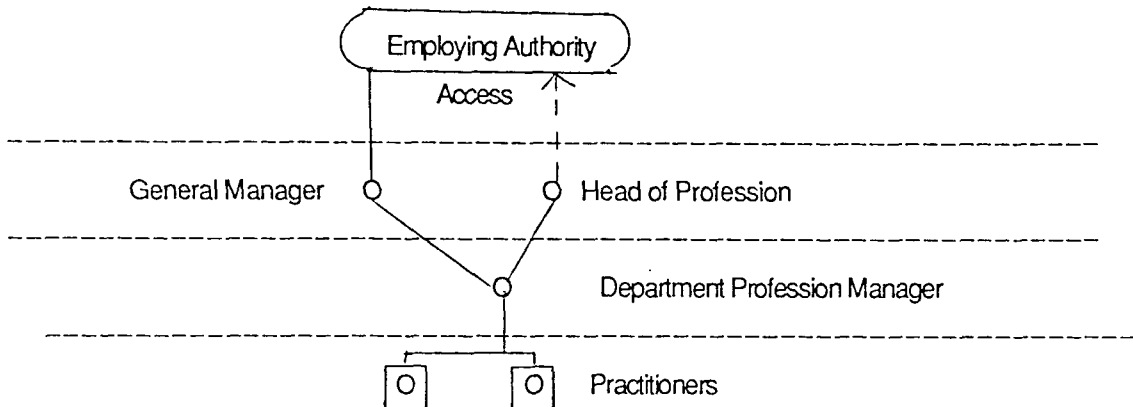 Employing Authority
Access
General Manager
Head of Profession
Department Profession Manager
Practitioners